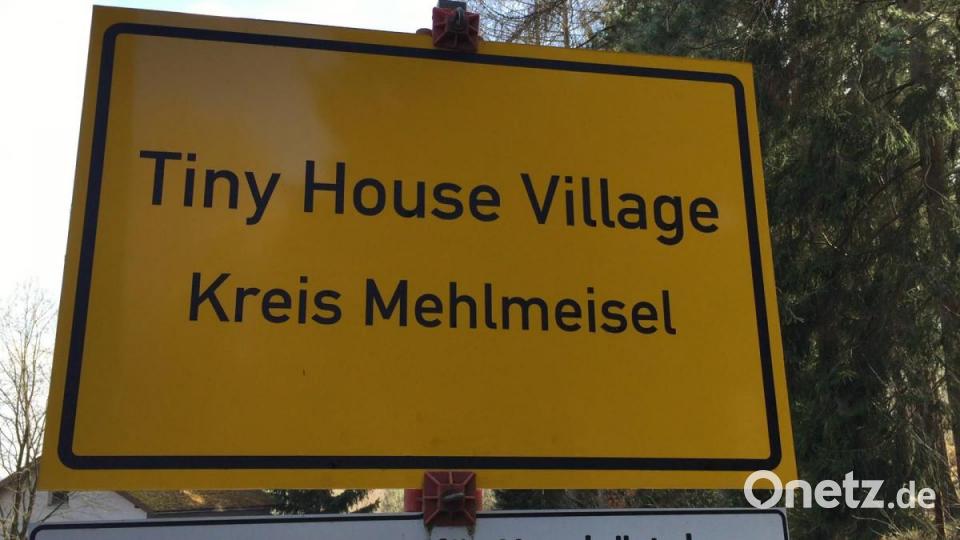 Tiny House Village
Kreis Mehlmeisel
Onetz.de